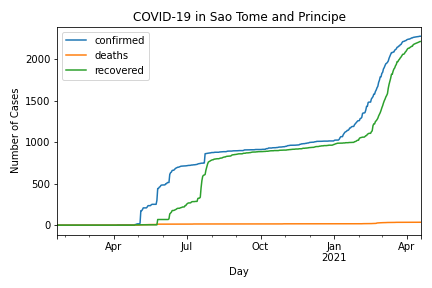 COVID-19 in Sao Tome and Principe
confirmed
deaths
recovered
Number of Cases
2000
1500
1000
500
0
Apr Jul Oct Jan Apr
2021
Day